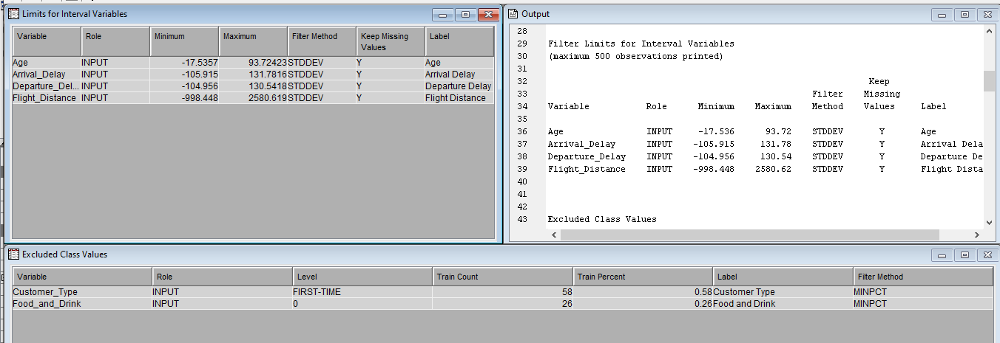 Limits for Interval Variables
Variable Role Minimum Maximum Filter Method Keep Missing Values Label
Age INPUT -17.5357 93.72423 STDDEV Y Age
Arrival_Delay INPUT -105.915 131.7816 STDDEV Y Arrival Delay
Departure_Del... INPUT -104.956 130.5418 STDDEV Y Departure Delay
Flight_Distance INPUT -998.448 2580.619 STDDEV Y Flight Distance
Output
28
29 Filter Limits for Interval Variables
30 (maximum 500 observations printed)
31
32 Keep
33 Filter Missing
34 Variable Role Minimum Maximum Method Values Label
35
36 Age INPUT -17.536 93.72 STDDEV Y Age
37 Arrival_Delay INPUT -105.915 131.78 STDDEV Y Arrival Dela
38 Departure_Delay INPUT -104.956 130.54 STDDEV Y Departure De
39 Flight_Distance INPUT -998.448 2580.62 STDDEV Y Flight Dista
40
41
42
43 Excluded Class Values
Excluded Class Values
Variable Role Level Train Count Train Percent Label Filter Method
Customer_Type INPUT FIRST-TIME 58 0.58 Customer Type MINPCT
Food_and_Drink INPUT 0 26 0.26 Food and Drink MINPCT